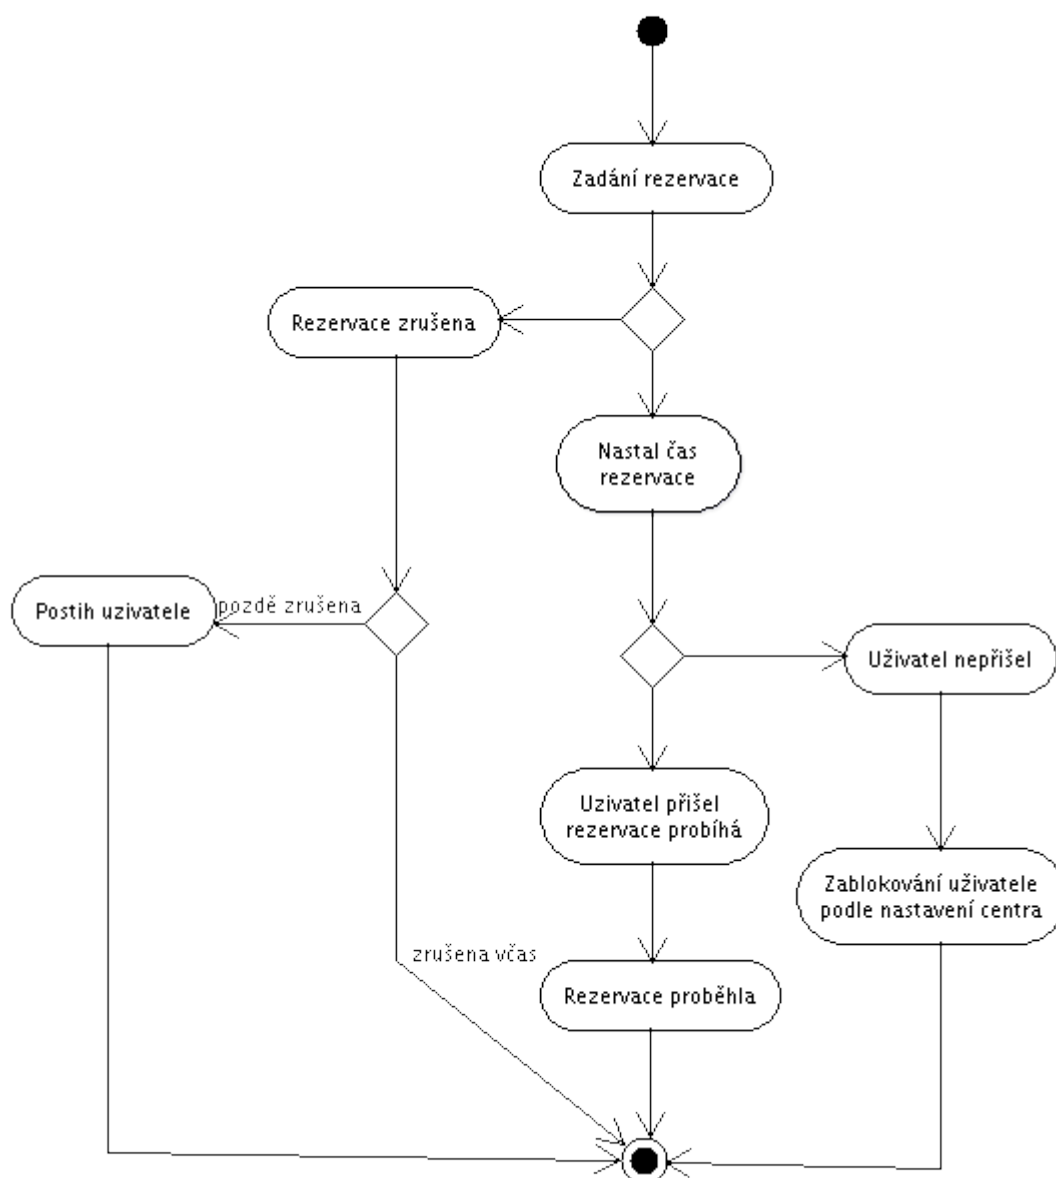 Zadání rezervace
Rezervace zrušena
Nastal čas
rezervace
Postih uzivatele
pozdě zrušena
Uživatel nepřišel
Uzivatel přišel
rezervace probíhá
Zablokování uživatele
podle nastavení centra
zrušena včas
Rezervace proběhla